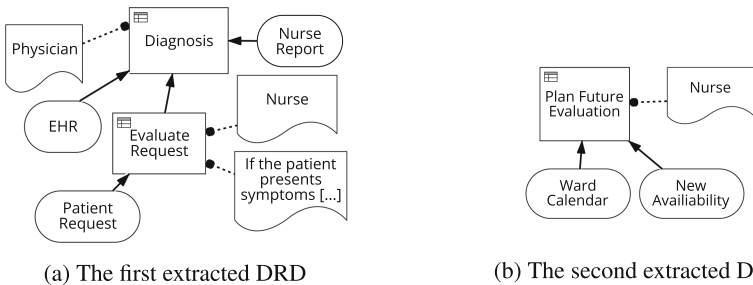 Physician
Diagnosis
Nurse
Report
EHR
Evaluate
Request
Nurse
If the patient
presents
symptoms [...]
Patient
Request
(a) The first extracted DRD
Plan Future
Evaluation
Nurse
Ward
Calendar
New
Availiability
(b) The second extracted D